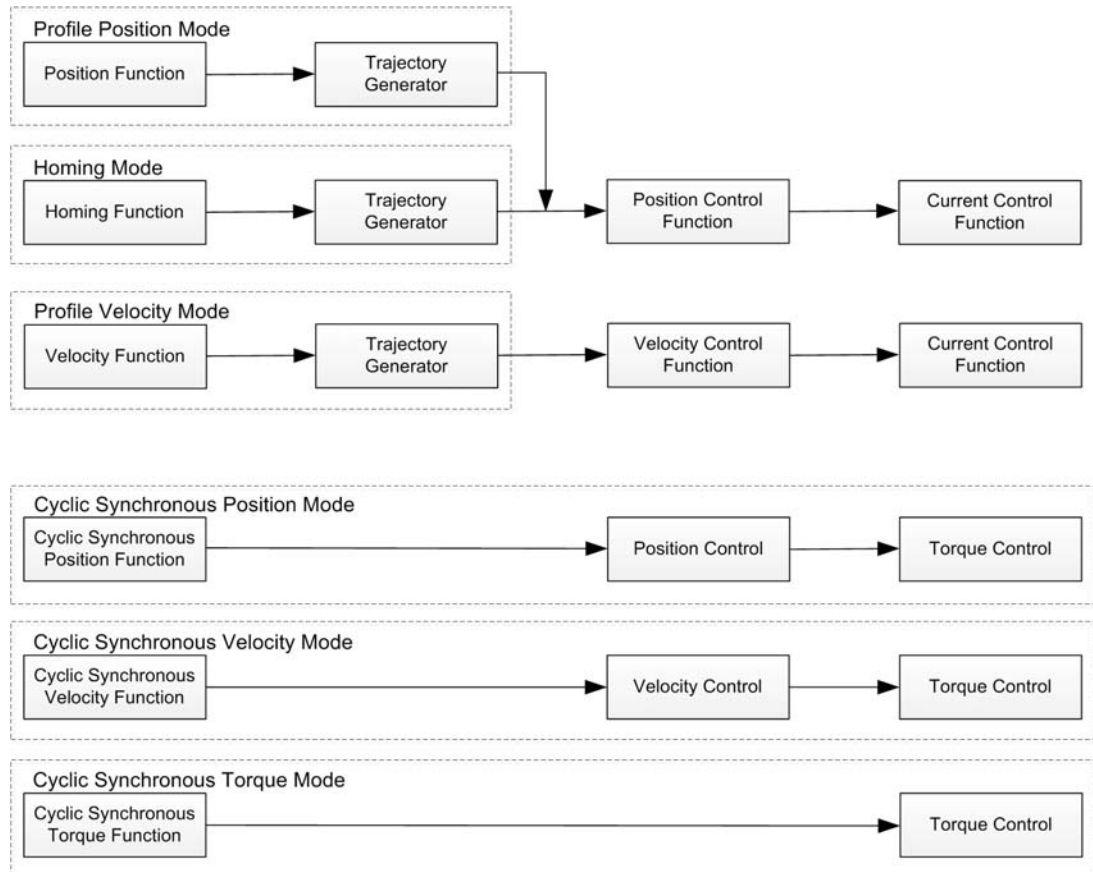 Profile Position Mode
Position Function
Trajectory
Generator
Homing Mode
Homing Function
Trajectory
Generator
Position Control
Function
Current Control
Function
Profile Velocity Mode
Velocity Function
Trajectory
Generator
Velocity Control
Function
Current Control
Function
Cyclic Synchronous Position Mode
Cyclic Synchronous
Position Function
Position Control
Torque Control
Cyclic Synchronous Velocity Mode
Cyclic Synchronous
Velocity Function
Velocity Control
Torque Control
Cyclic Synchronous Torque Mode
Cyclic Synchronous
Torque Function
Torque Control